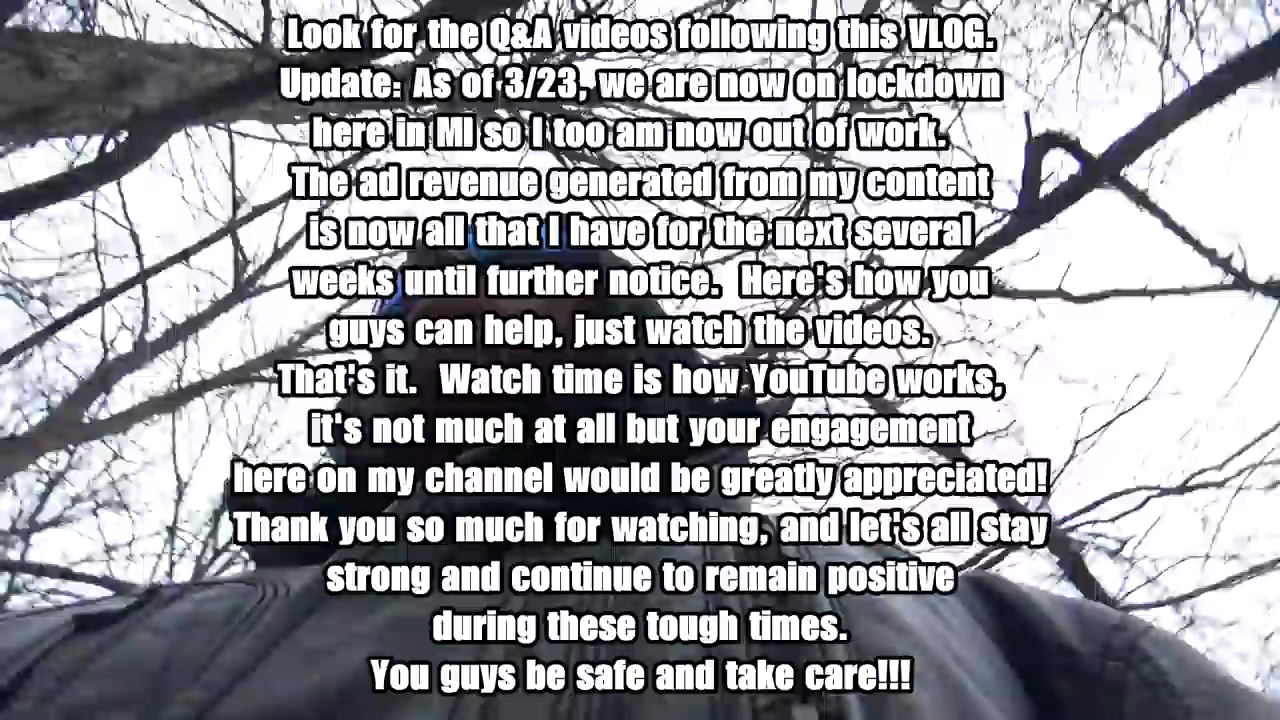 Look for the Q&A videos following this VLOG.
Update: As of 3/23, we are now on lockdown
here in MI so I too am now out of work.
The ad revenue generated from my content
is now all that I have for the next several
weeks until further notice. Here's how you
guys can help, just watch the videos.
That's it. Watch time is how YouTube works,
it's not much at all but your engagement
here on my channel would be greatly appreciated!
Thank you so much for watching, and let's all stay
strong and continue to remain positive
during these tough times.
You guys be safe and take care!!!